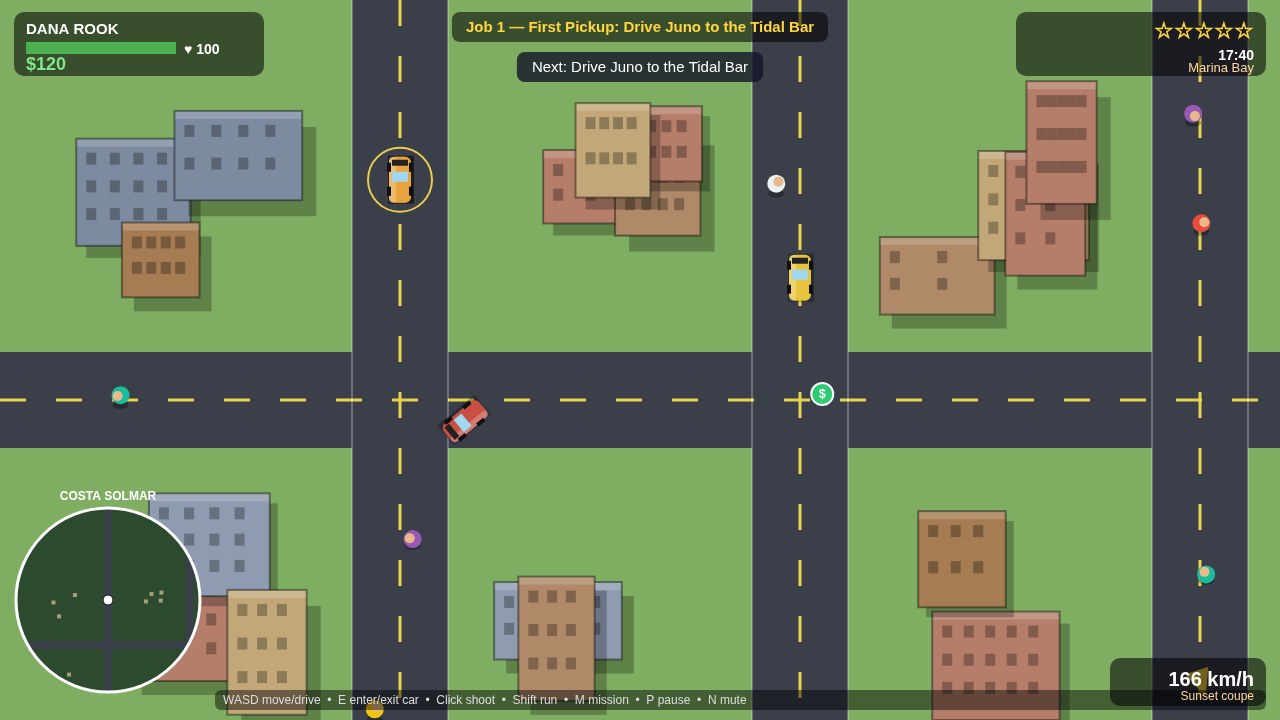 DANA ROOK
♥ 100
$120
Job 1 — First Pickup: Drive Juno to the Tidal Bar
Next: Drive Juno to the Tidal Bar
☆☆☆☆☆
17:40
Marina Bay
$
COSTA SOLMAR
WASD move/drive • E enter/exit car • Click shoot • Shift run • M mission • P pause • N mute
166 km/h
Sunset coupe